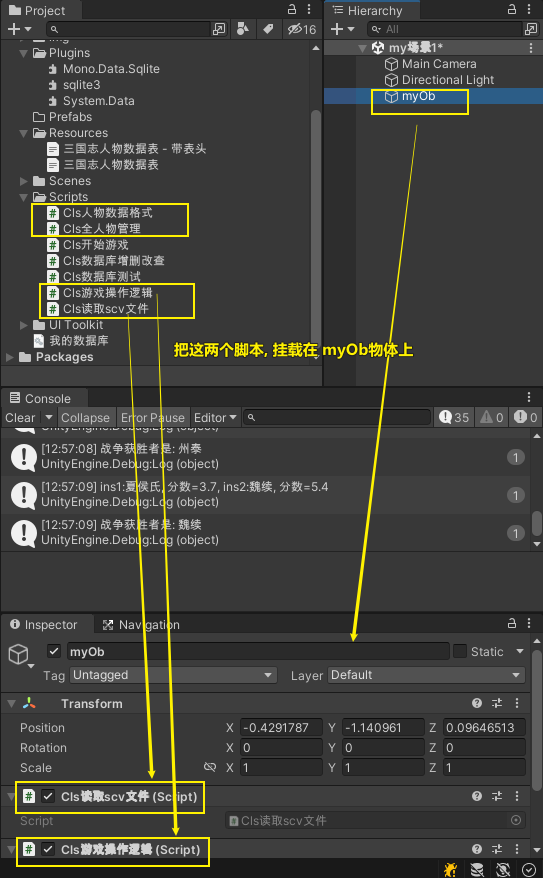 Project
Hierarchy
All
16
Img
Plugins
Mono.Data.Sqlite
sqlite3
System.Data
Prefabs
Resources
三国志人物数据表 - 带表头
三国志人物数据表
Scenes
Scripts
Cls人物数据格式
Cls全人物管理
Cls开始游戏
Cls数据库增删改查
Cls数据库测试
Cls游戏操作逻辑
Cls读取scv文件
UI Toolkit
我的数据库
Packages
my场景1*
Main Camera
Directional Light
myOb
把这两个脚本, 挂载在 myOb物体上
Console
Clear Collapse Error Pause Editor 35 0 0
UnityEngine.Debug:Log (object)
[12:57:08] 战争获胜者是: 州泰
UnityEngine.Debug:Log (object)
1
[12:57:09] ins1:夏侯氏, 分数=3.7, ins2:魏续, 分数=5.4
UnityEngine.Debug:Log (object)
1
[12:57:09] 战争获胜者是: 魏续
UnityEngine.Debug:Log (object)
1
Inspector Navigation
myOb Static
Tag Untagged Layer Default
Transform
Position X -0.4291787 Y -1.140961 Z 0.09646513
Rotation X 0 Y 0 Z 0
Scale X 1 Y 1 Z 1
Cls读取scv文件 (Script)
Script Cls读取scv文件
Cls游戏操作逻辑 (Script)